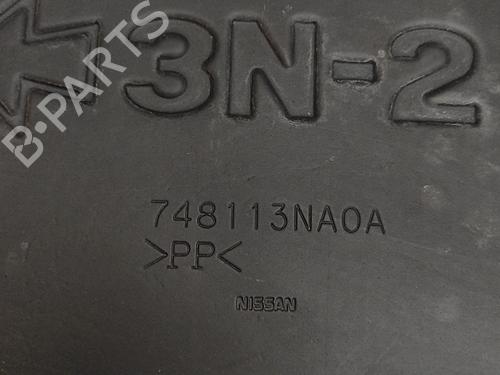 B-PARTS
3N-2
748113NA0A
>PP<
NISSAN